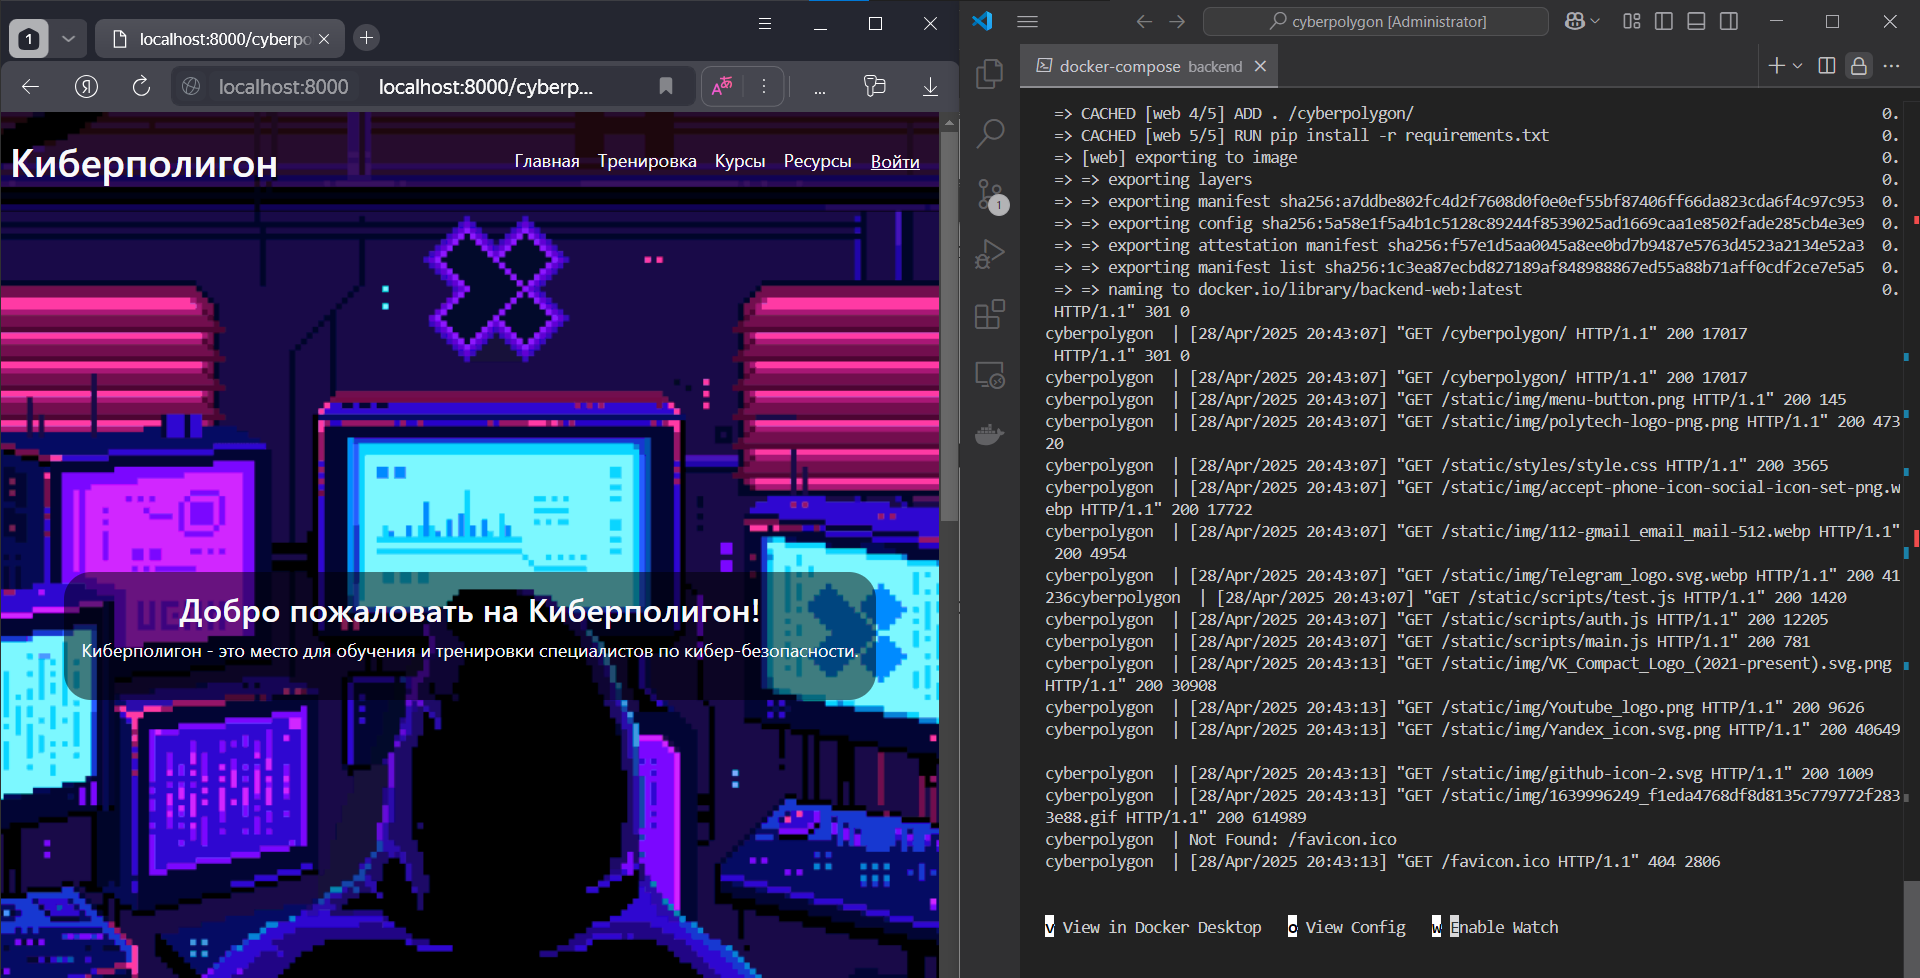 1
localhost:8000/cyberpo
localhost:8000
localhost:8000/cyberp...
Киберполигон
Главная
Тренировка
Курсы
Ресурсы
Войти
Добро пожаловать на Киберполигон!
Киберполигон - это место для обучения и тренировки специалистов по кибер-безопасности.
cyberpolygon [Administrator]
docker-compose backend
1
=> CACHED [web 4/5] ADD . /cyberpolygon/ 0.
=> CACHED [web 5/5] RUN pip install -r requirements.txt 0.
=> [web] exporting to image 0.
=> => exporting layers 0.
=> => exporting manifest sha256:a7ddbe802fc4d2f7608d0f0e0ef55bf87406ff66da823cda6f4c97c953 0.
=> => exporting config sha256:5a58e1f5a4b1c5128c89244f8539025ad1669caa1e8502fade285cb4e3e9 0.
=> => exporting attestation manifest sha256:f57e1d5aa0045a8ee0bd7b9487e5763d4523a2134e52a3 0.
=> => exporting manifest list sha256:1c3ea87ecbd827189af848988867ed55a88b71aff0cdf2ce7e5a5 0.
=> => naming to docker.io/library/backend-web:latest 0.
HTTP/1.1" 301 0
cyberpolygon | [28/Apr/2025 20:43:07] "GET /cyberpolygon/ HTTP/1.1" 200 17017
HTTP/1.1" 301 0
cyberpolygon | [28/Apr/2025 20:43:07] "GET /cyberpolygon/ HTTP/1.1" 200 17017
cyberpolygon | [28/Apr/2025 20:43:07] "GET /static/img/menu-button.png HTTP/1.1" 200 145
cyberpolygon | [28/Apr/2025 20:43:07] "GET /static/img/polytech-logo-png.png HTTP/1.1" 200 473
20
cyberpolygon | [28/Apr/2025 20:43:07] "GET /static/styles/style.css HTTP/1.1" 200 3565
cyberpolygon | [28/Apr/2025 20:43:07] "GET /static/img/accept-phone-icon-social-icon-set-png.w
ebp HTTP/1.1" 200 17722
cyberpolygon | [28/Apr/2025 20:43:07] "GET /static/img/112-gmail_email_mail-512.webp HTTP/1.1"
200 4954
cyberpolygon | [28/Apr/2025 20:43:07] "GET /static/img/Telegram_logo.svg.webp HTTP/1.1" 200 41
236cyberpolygon | [28/Apr/2025 20:43:07] "GET /static/scripts/test.js HTTP/1.1" 200 1420
cyberpolygon | [28/Apr/2025 20:43:07] "GET /static/scripts/auth.js HTTP/1.1" 200 12205
cyberpolygon | [28/Apr/2025 20:43:07] "GET /static/scripts/main.js HTTP/1.1" 200 781
cyberpolygon | [28/Apr/2025 20:43:13] "GET /static/img/VK_Compact_Logo_(2021-present).svg.png
HTTP/1.1" 200 30908
cyberpolygon | [28/Apr/2025 20:43:13] "GET /static/img/Youtube_logo.png HTTP/1.1" 200 9626
cyberpolygon | [28/Apr/2025 20:43:13] "GET /static/img/Yandex_icon.svg.png HTTP/1.1" 200 40649
cyberpolygon | [28/Apr/2025 20:43:13] "GET /static/img/github-icon-2.svg HTTP/1.1" 200 1009
cyberpolygon | [28/Apr/2025 20:43:13] "GET /static/img/1639996249_f1eda4768df8d8135c779772f283
3e88.gif HTTP/1.1" 200 614989
cyberpolygon | Not Found: /favicon.ico
cyberpolygon | [28/Apr/2025 20:43:13] "GET /favicon.ico HTTP/1.1" 404 2806
v View in Docker Desktop o View Config w Enable Watch